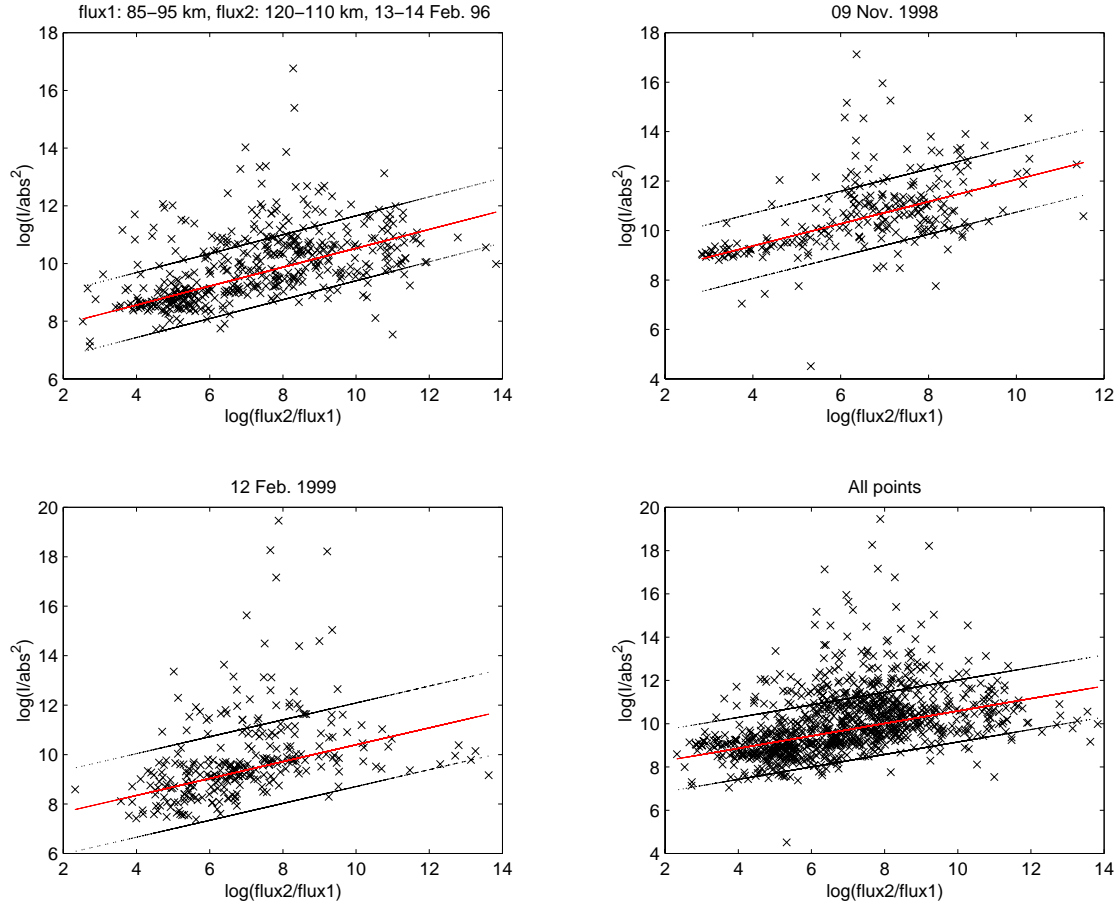 flux1: 85−95 km, flux2: 120−110 km, 13−14 Feb. 96
18
16
14
12
10
8
6
2 4 6 8 10 12 14
log(I/abs²)
log(flux2/flux1)
09 Nov. 1998
18
16
14
12
10
8
6
4
2 4 6 8 10 12
log(I/abs²)
log(flux2/flux1)
12 Feb. 1999
20
18
16
14
12
10
8
6
2 4 6 8 10 12 14
log(I/abs²)
log(flux2/flux1)
All points
20
18
16
14
12
10
8
6
4
2 4 6 8 10 12 14
log(I/abs²)
log(flux2/flux1)